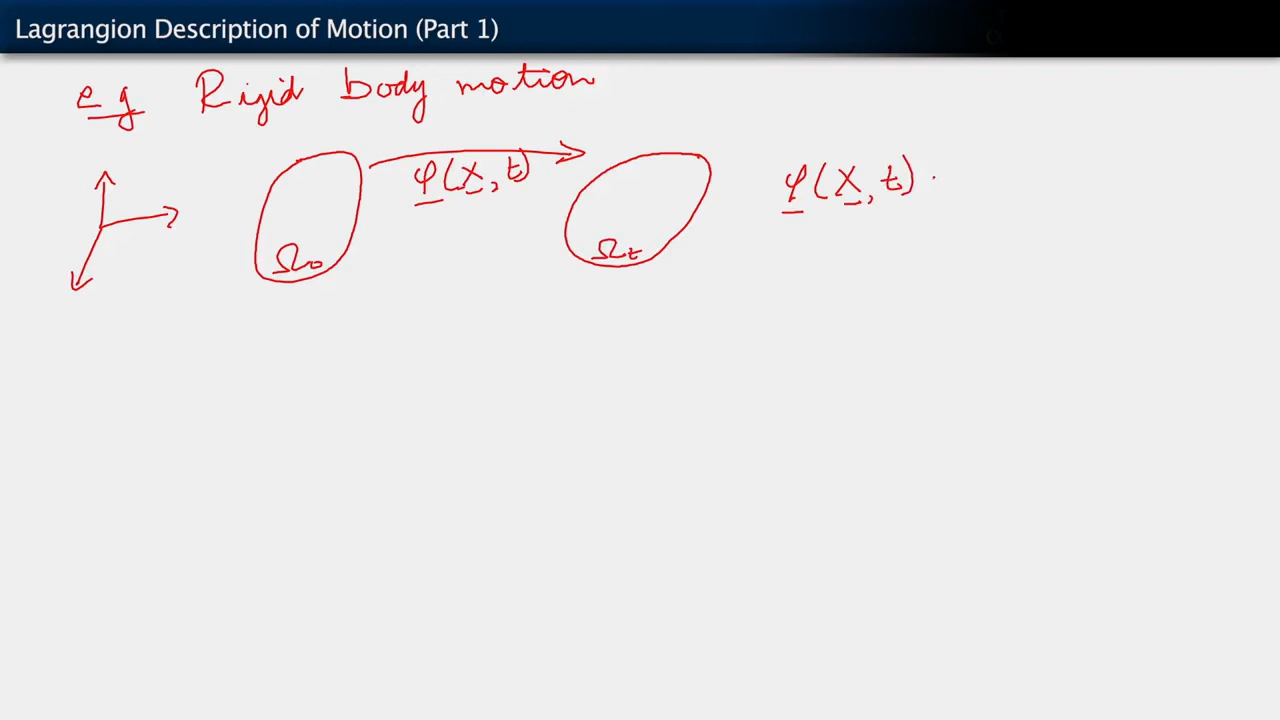 Lagrangion Description of Motion (Part 1)
e.g Rigid body motion
φ(X, t)
φ(X, t)
Ω₀
Ωₜ